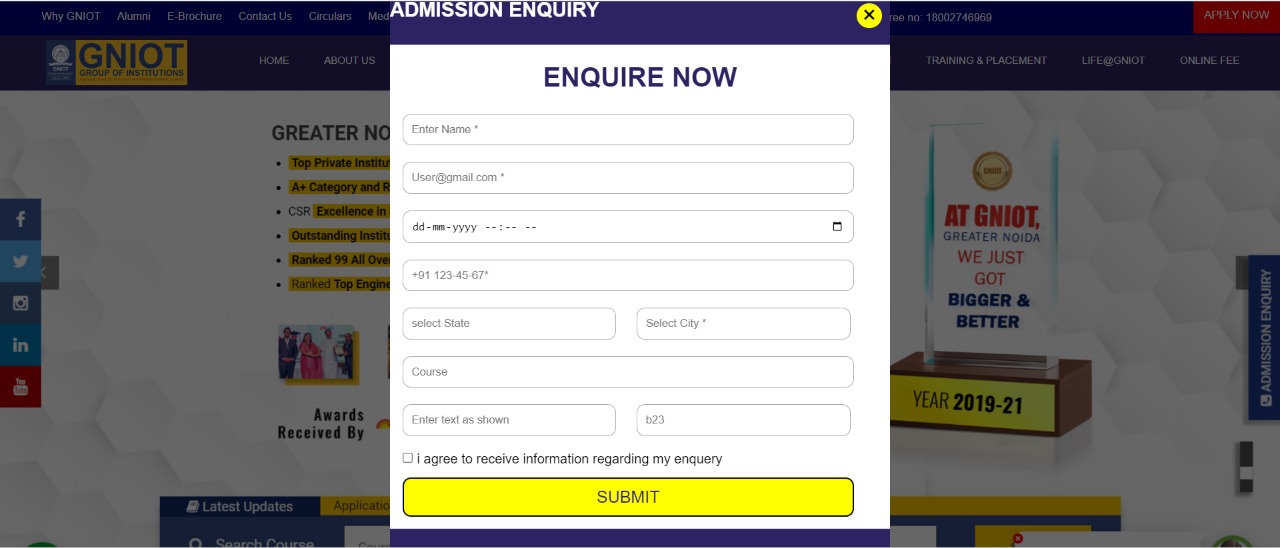 Why GNIOT Alumni E-Brochure Contact Us Circulars Med
ADMISSION ENQUIRY
ree no: 18002746969
APPLY NOW
GNIOT
GROUP OF INSTITUTIONS
HOME ABOUT US
TRAINING & PLACEMENT LIFE@GNIOT ONLINE FEE
ENQUIRE NOW
Enter Name *
User@gmail.com *
dd-mm-yyyy --:-- --
+91 123-45-67*
select State
Select City *
Course
Enter text as shown
b23
i agree to receive information regarding my enquery
SUBMIT
GREATER NO
Top Private Institut
A+ Category and R
CSR Excellence in
Outstanding Institu
Ranked 99 All Over
Ranked Top Engine
Awards
Received By
GNIOT
AT GNIOT,
GREATER NOIDA
WE JUST
GOT
BIGGER &
BETTER
YEAR 2019-21
ADMISSION ENQUIRY
You
Tube
Latest Updates
Application
Search Course
Cours